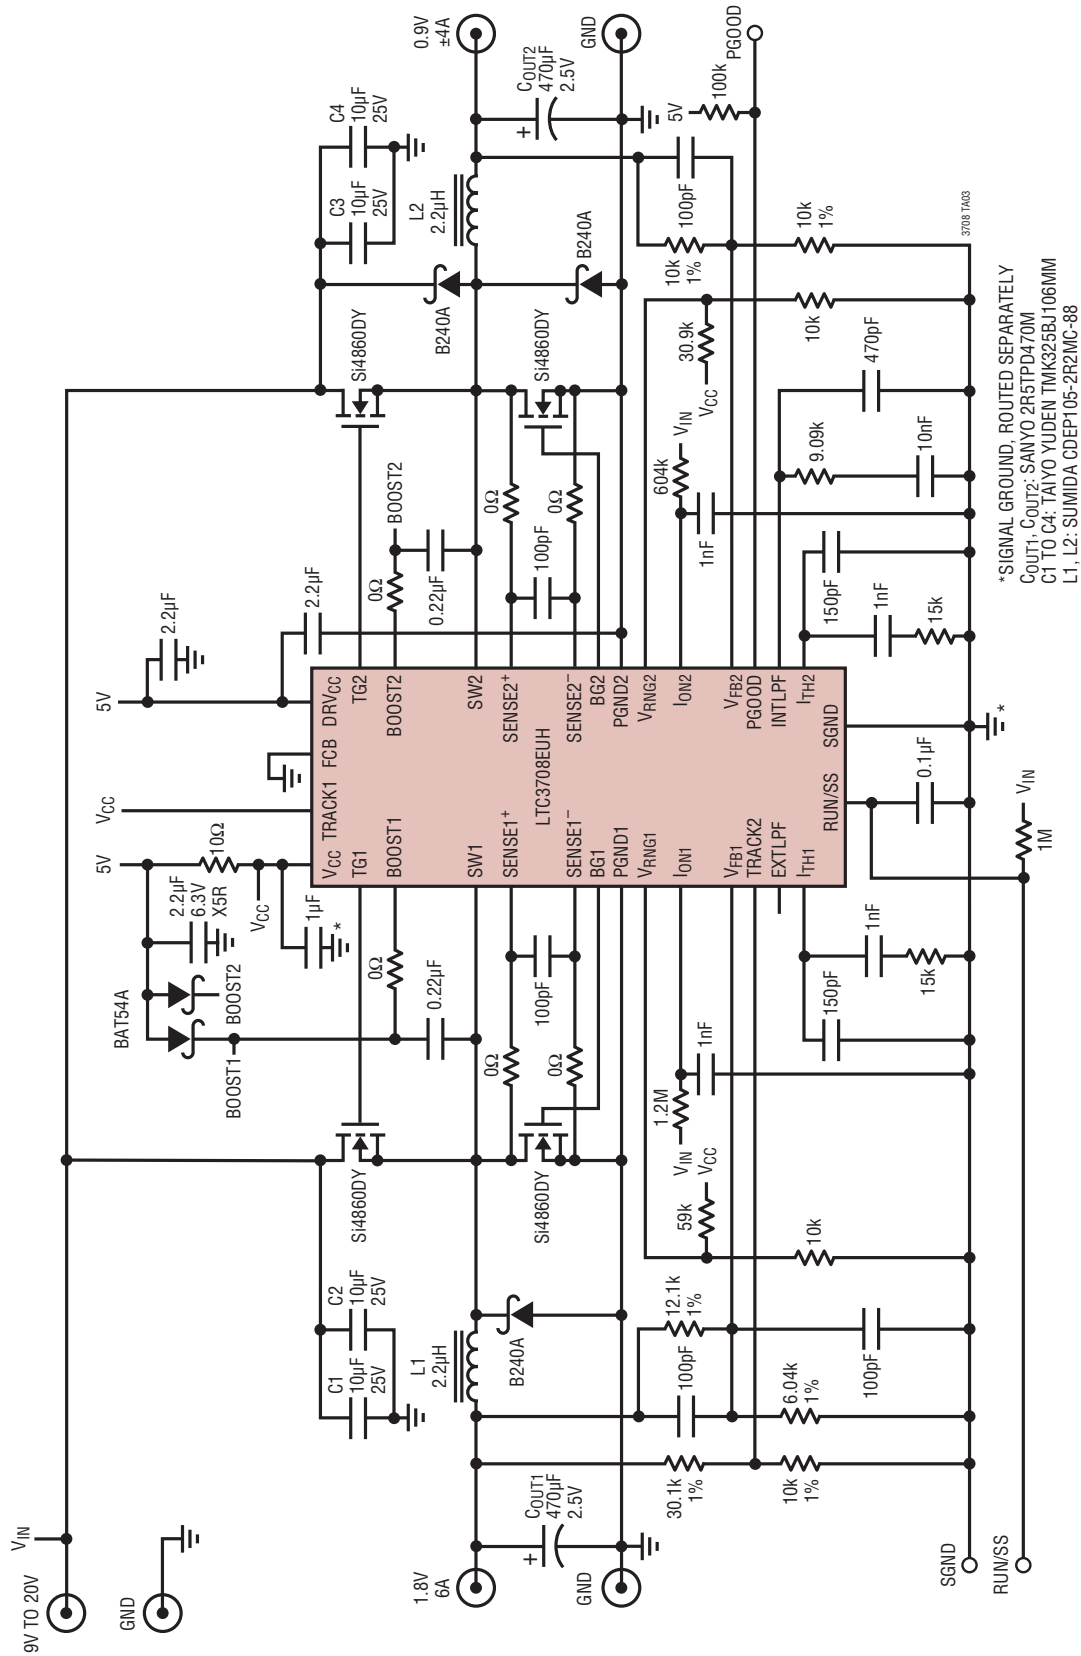 9V TO 20V
VIN
GND
1.8V
6A
GND
COUT1
470µF
2.5V
C1
10µF
25V
C2
10µF
25V
L1
2.2µH
B240A
Si4860DY
Si4860DY
BAT54A
BOOST1
BOOST2
2.2µF
6.3V
X5R
5V
10Ω
VCC
1µF
*
VCC
5V
2.2µF
2.2µF
0Ω
0.22µF
0Ω
100pF
0Ω
VCC
TRACK1
FCB
DRVCC
TG1
BOOST1
SW1
SENSE1+
SENSE1–
BG1
PGND1
VRNG1
ION1
VFB1
TRACK2
EXTLPF
ITH1
RUN/SS
LTC3708EUH
TG2
BOOST2
SW2
SENSE2+
SENSE2–
BG2
PGND2
VRNG2
ION2
VFB2
PGOOD
INTLPF
ITH2
SGND
0Ω
BOOST2
0.22µF
0Ω
100pF
0Ω
Si4860DY
Si4860DY
B240A
B240A
C3
10µF
25V
C4
10µF
25V
L2
2.2µH
0.9V
±4A
COUT2
470µF
2.5V
GND
5V
100k
PGOOD
30.1k
1%
10k
1%
100pF
12.1k
1%
6.04k
1%
100pF
59k
VCC
10k
VIN
1.2M
1nF
150pF
1nF
15k
0.1µF
VIN
1M
*
150pF
1nF
15k
604k
VIN
1nF
9.09k
10nF
470pF
30.9k
VCC
10k
10k
1%
100pF
10k
1%
SGND
RUN/SS
3708 TA03
*SIGNAL GROUND, ROUTED SEPARATELY
COUT1, COUT2: SANYO 2R5TPD470M
C1 TO C4: TAIYO YUDEN TMK325BJ106MM
L1, L2: SUMIDA CDEP105-2R2MC-88